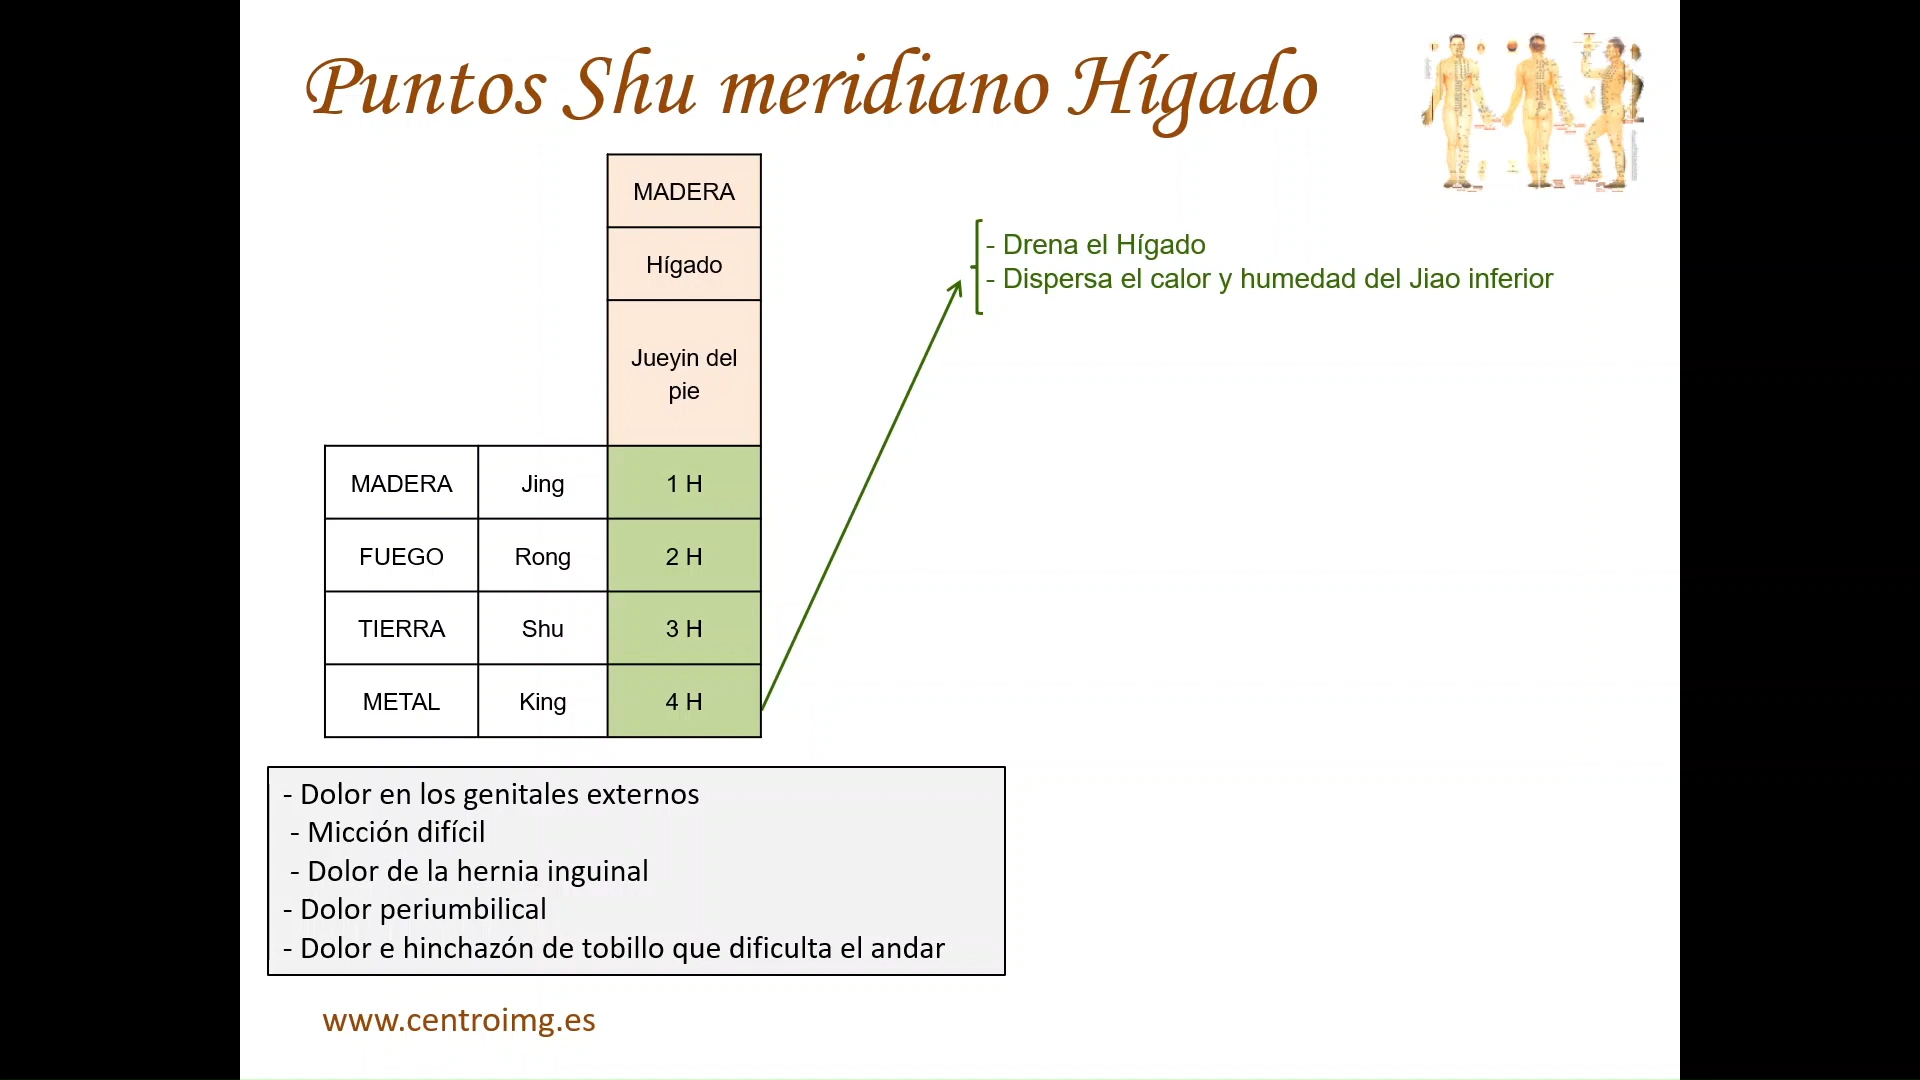 Puntos Shu meridiano Hígado
MADERA
Hígado
Jueyin del
pie
- Drena el Hígado
- Dispersa el calor y humedad del Jiao inferior
MADERA Jing 1 H
FUEGO Rong 2 H
TIERRA Shu 3 H
METAL King 4 H
- Dolor en los genitales externos
- Micción difícil
- Dolor de la hernia inguinal
- Dolor periumbilical
- Dolor e hinchazón de tobillo que dificulta el andar
www.centroimg.es